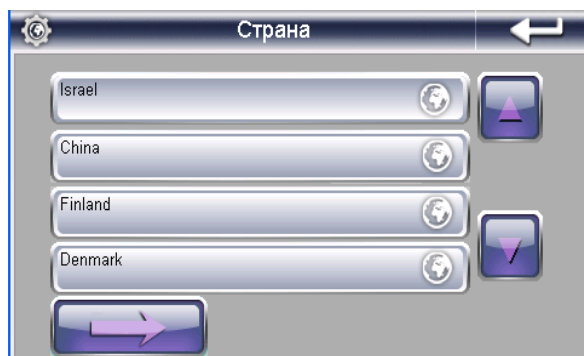 Страна
Israel
China
Finland
Denmark